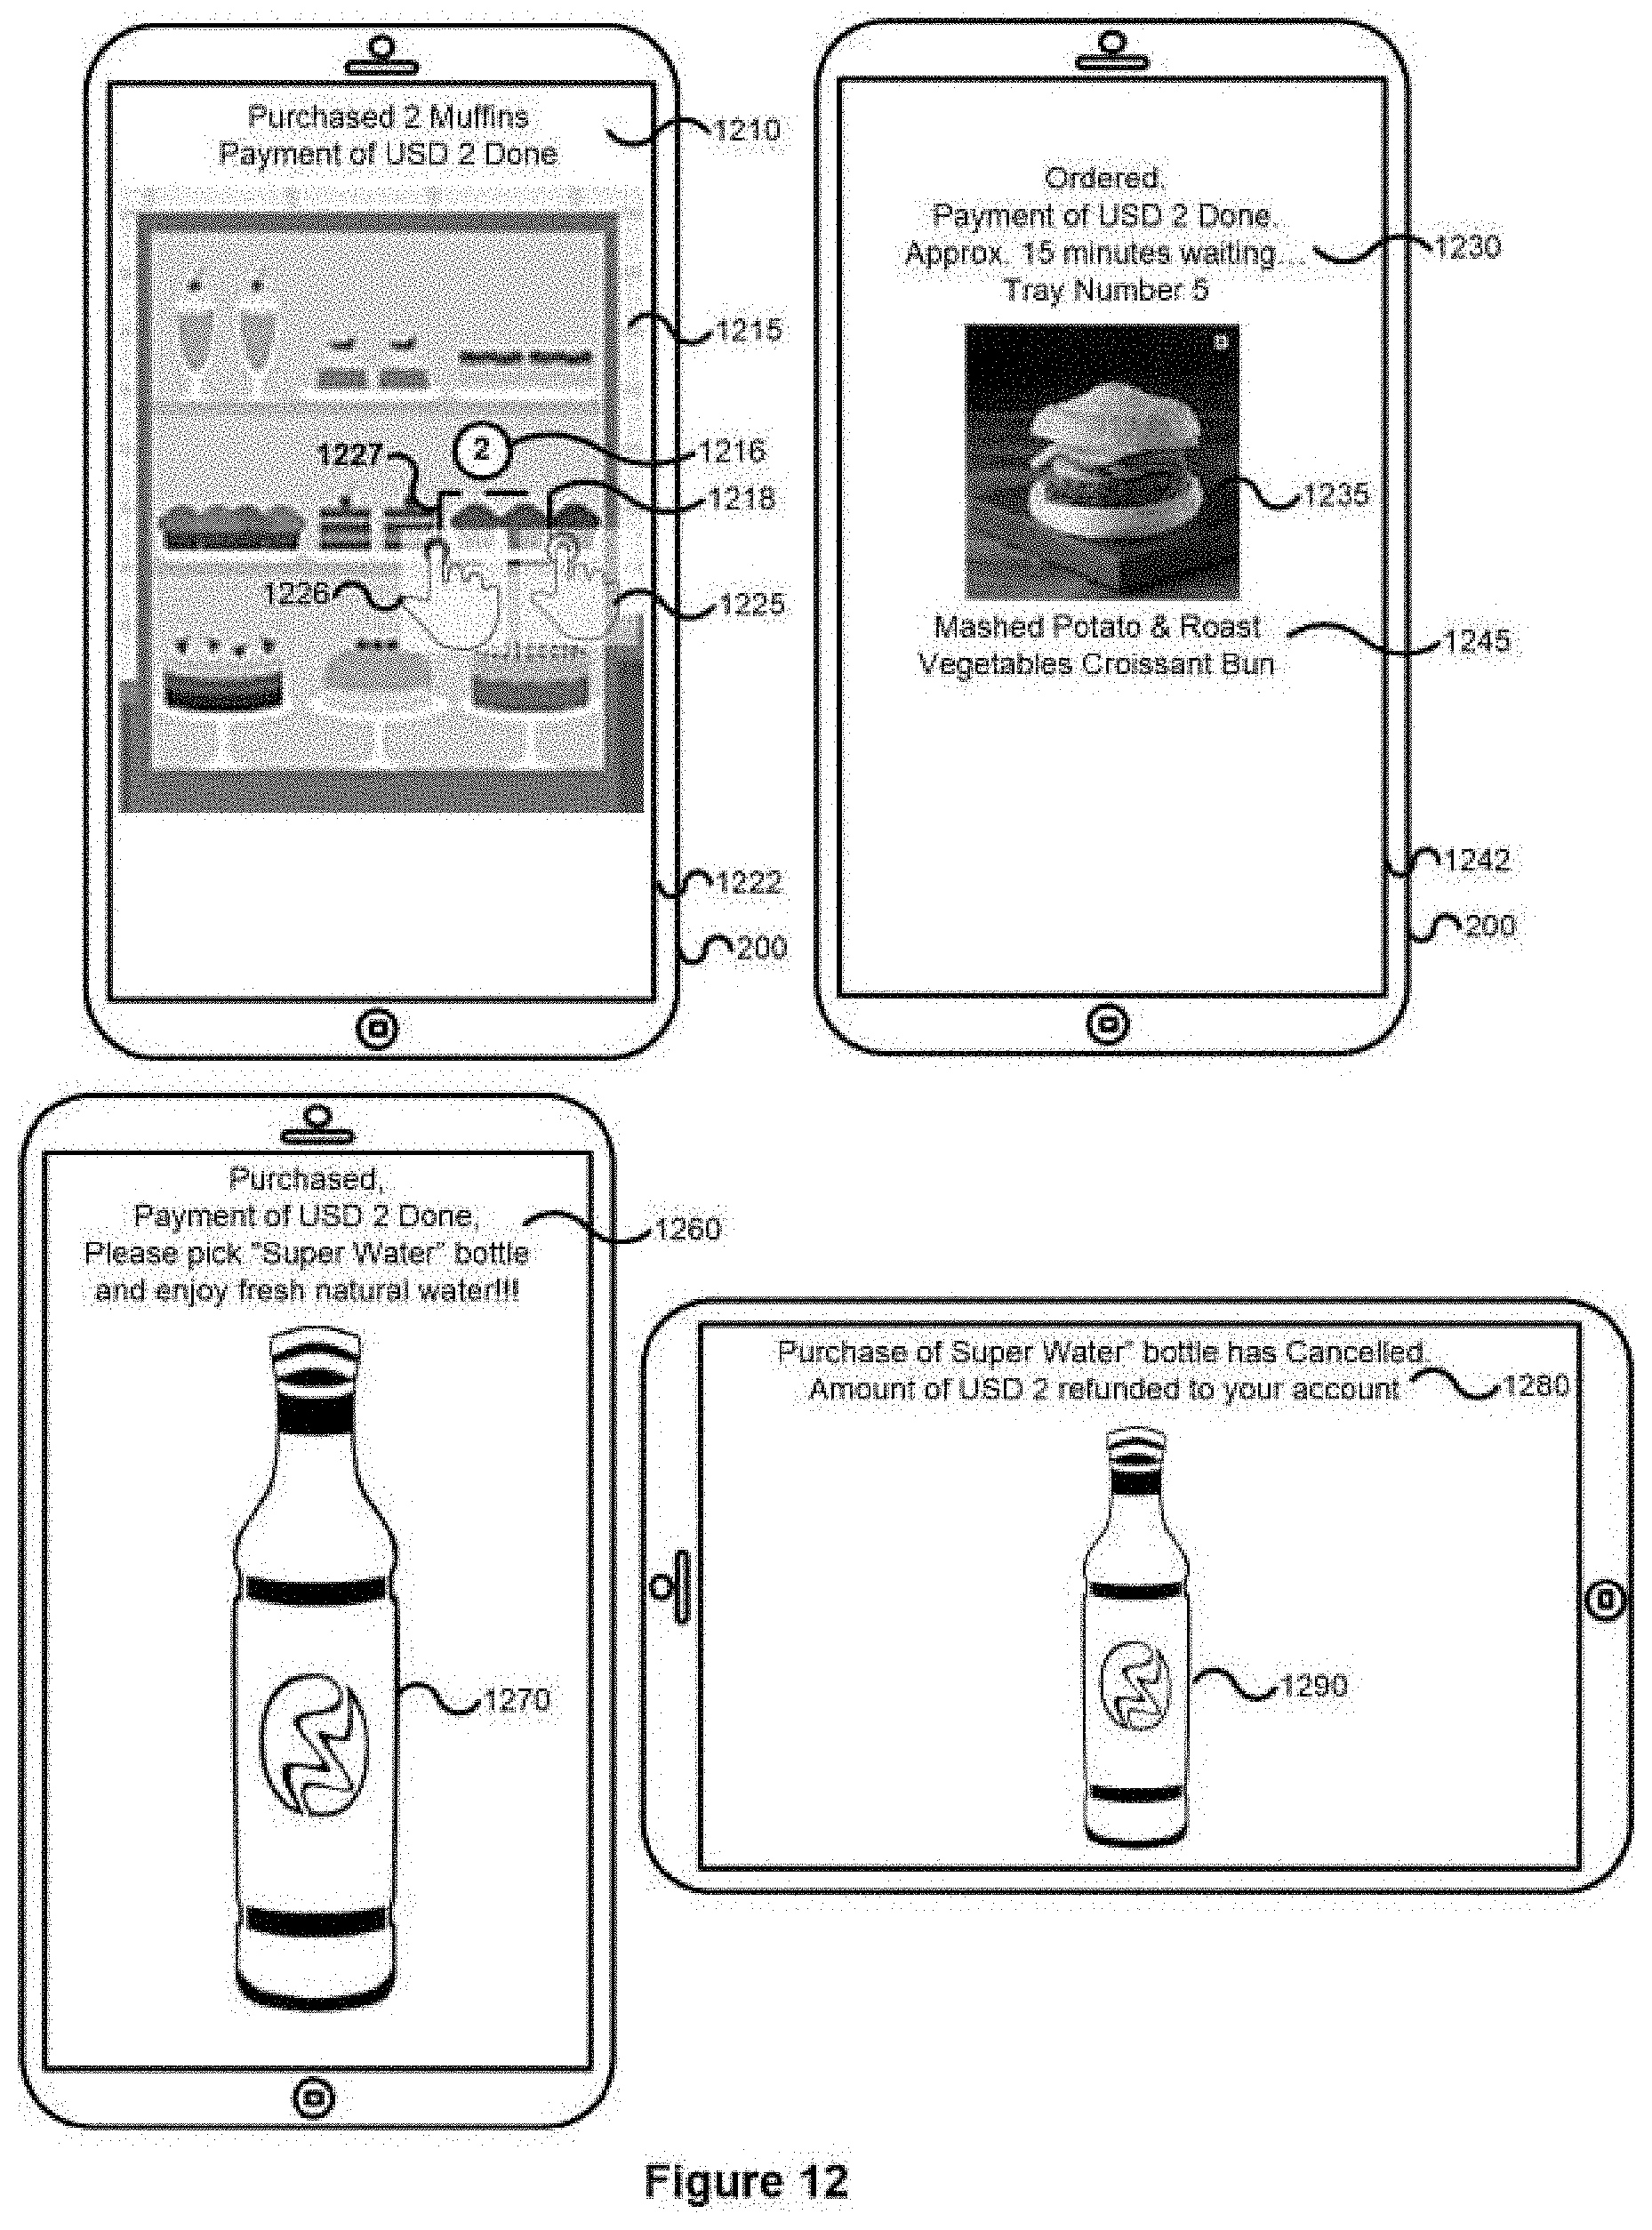 Purchased 2 Muffins
Payment of USD 2 Done
1210
1215
2
1216
1227
1218
1226
1225
1222
200
Ordered.
Payment of USD 2 Done.
Approx. 15 minutes waiting...
Tray Number 5
1230
1235
Mashed Potato & Roast
Vegetables Croissant Bun
1245
1242
200
Purchased,
Payment of USD 2 Done,
Please pick "Super Water" bottle
and enjoy fresh natural water!!!
1260
1270
Purchase of Super Water" bottle has Cancelled.
Amount of USD 2 refunded to your account
1280
1290
Figure 12